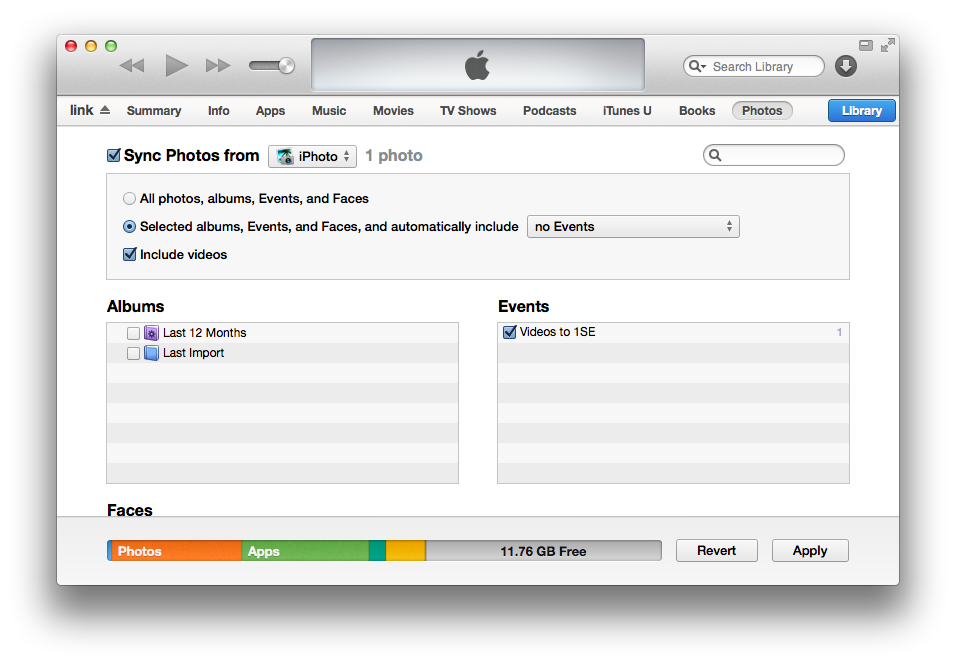 Search Library
link Summary Info Apps Music Movies TV Shows Podcasts iTunes U Books Photos Library
Sync Photos from iPhoto 1 photo
All photos, albums, Events, and Faces
Selected albums, Events, and Faces, and automatically include no Events
Include videos
Albums
Last 12 Months
Last Import
Events
Videos to 1SE 1
Faces
Photos Apps 11.76 GB Free Revert Apply